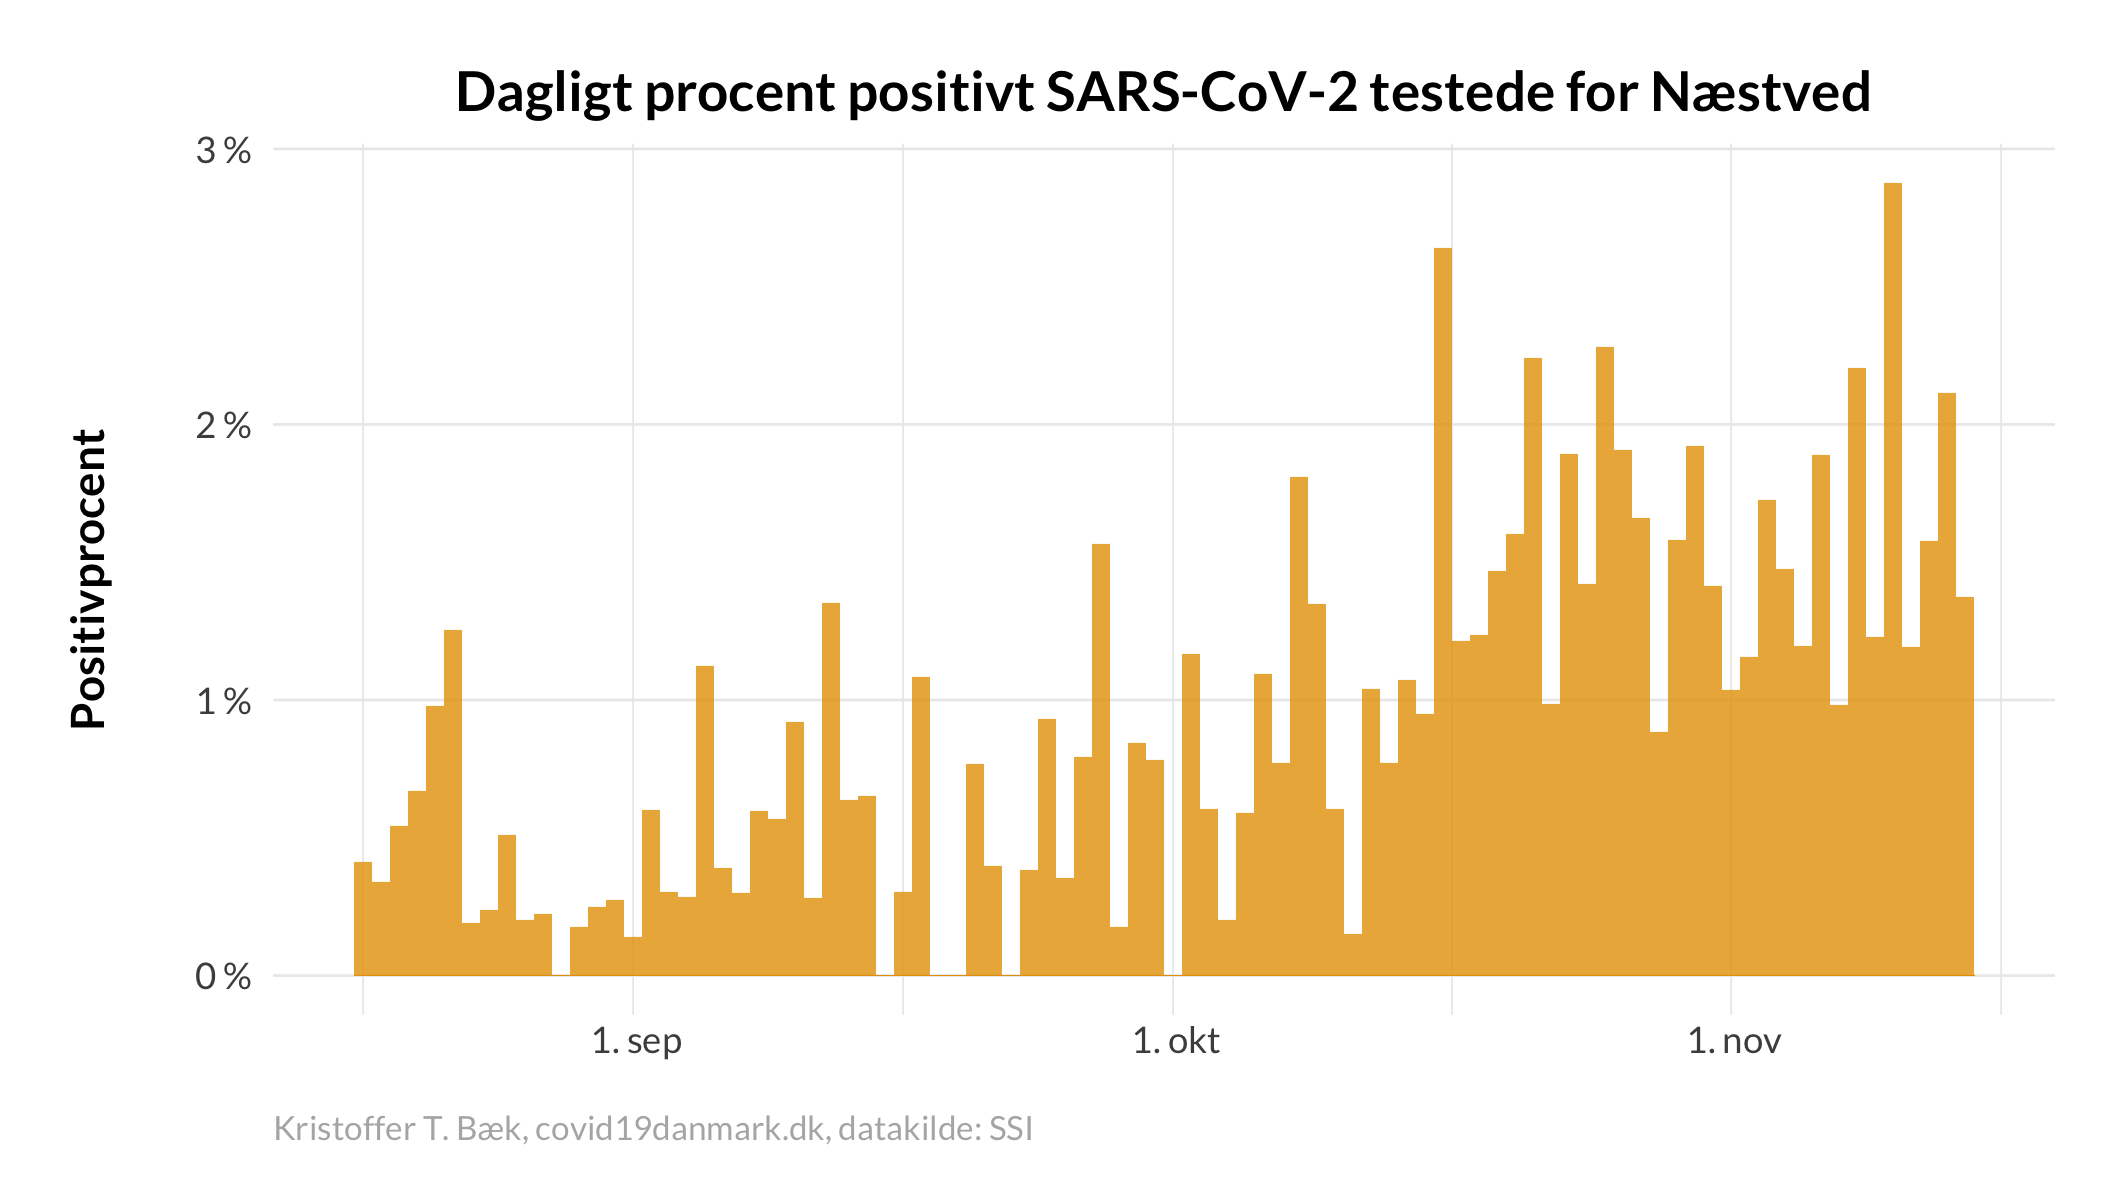 Dagligt procent positivt SARS-CoV-2 testede for Næstved
Positivprocent
3 %
2 %
1 %
0 %
1. sep
1. okt
1. nov
Kristoffer T. Bæk, covid19danmark.dk, datakilde: SSI